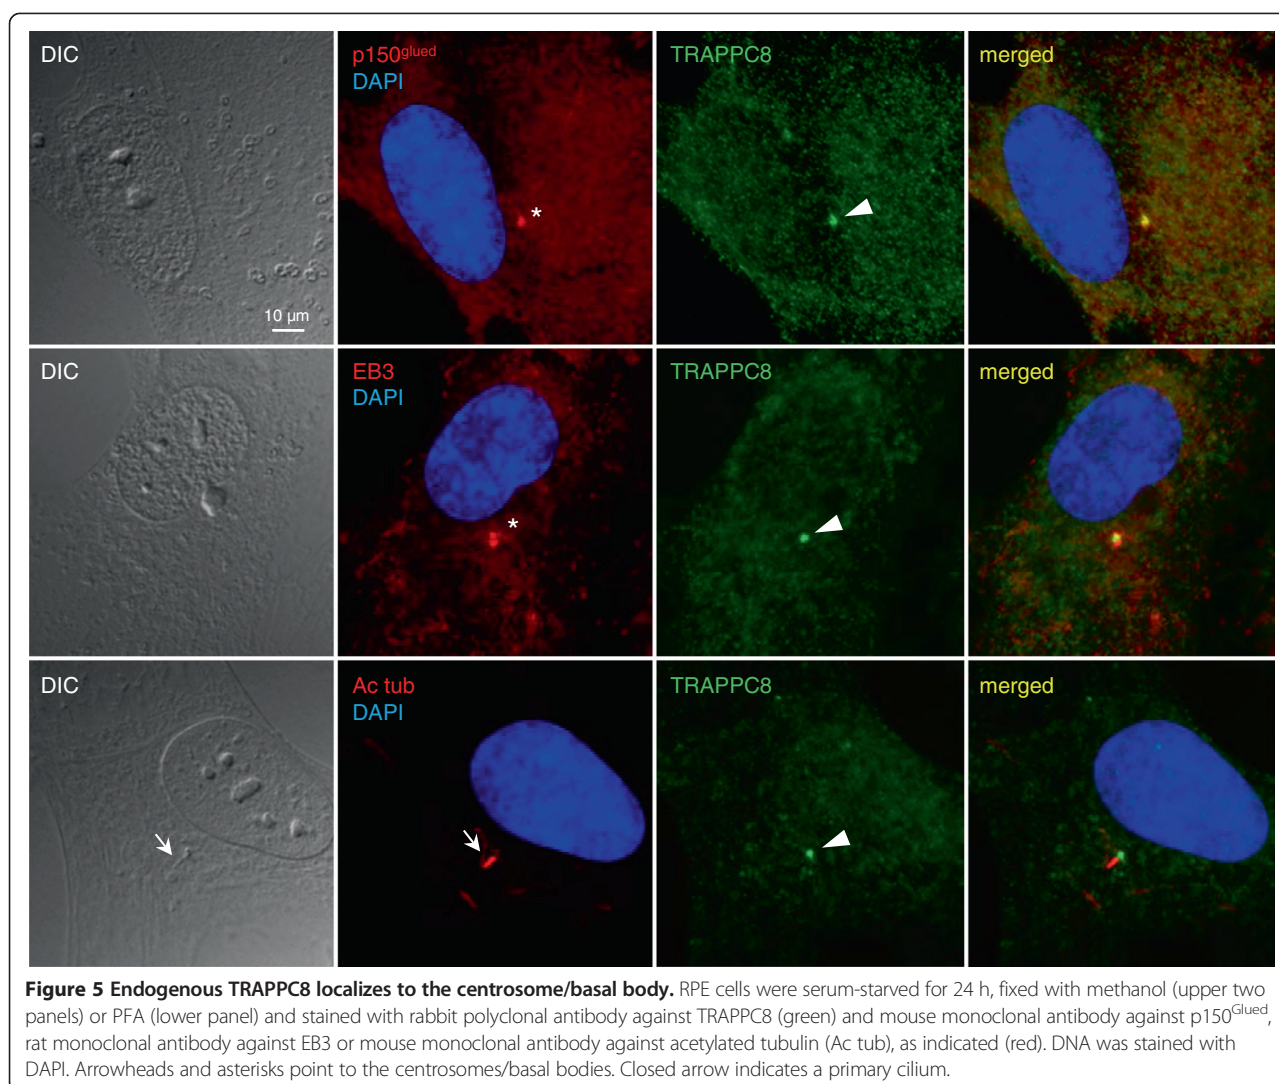 DIC
p150glued
DAPI
TRAPPC8
merged
10 µm
*
DIC
EB3
DAPI
TRAPPC8
merged
*
DIC
Ac tub
DAPI
TRAPPC8
merged
Figure 5 Endogenous TRAPPC8 localizes to the centrosome/basal body. RPE cells were serum-starved for 24 h, fixed with methanol (upper two
panels) or PFA (lower panel) and stained with rabbit polyclonal antibody against TRAPPC8 (green) and mouse monoclonal antibody against p150Glued,
rat monoclonal antibody against EB3 or mouse monoclonal antibody against acetylated tubulin (Ac tub), as indicated (red). DNA was stained with
DAPI. Arrowheads and asterisks point to the centrosomes/basal bodies. Closed arrow indicates a primary cilium.